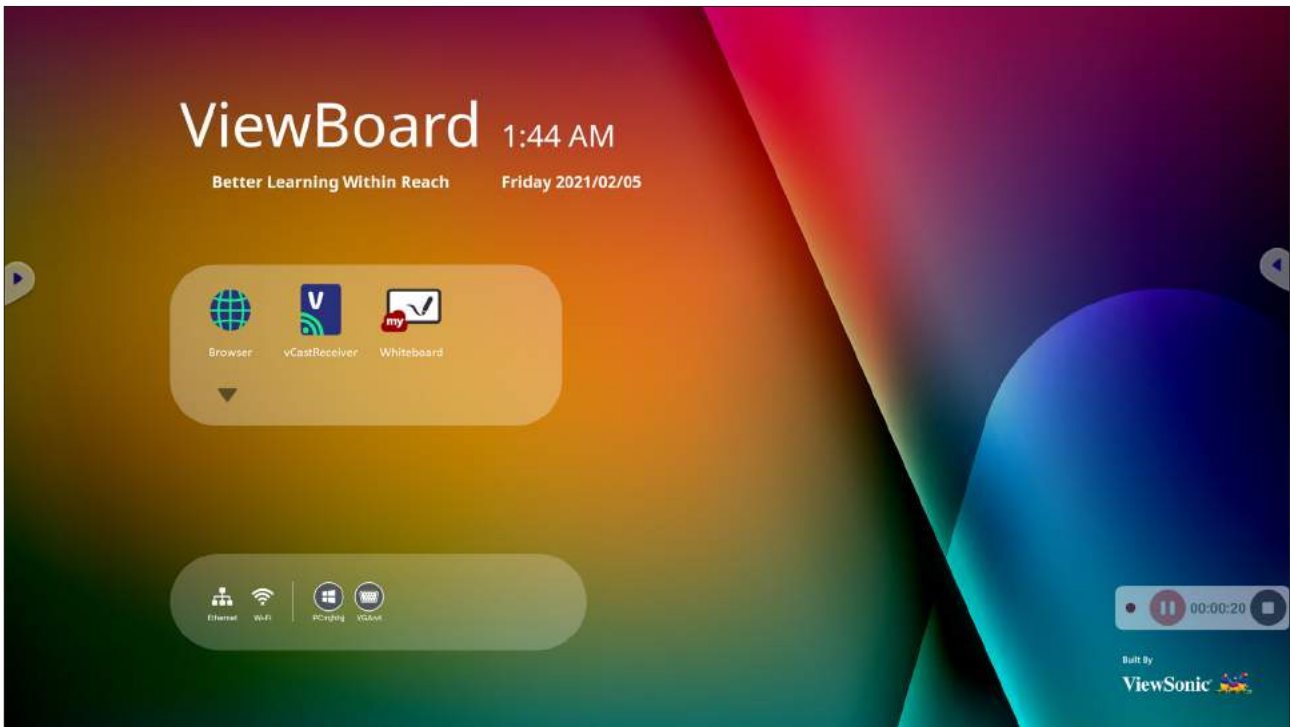 ViewBoard 1:44 AM
Better Learning Within Reach Friday 2021/02/05
V
my
Browser vCastReceiver Whiteboard
Ethernet Wi-Fi
00:00:20
Built By
ViewSonic